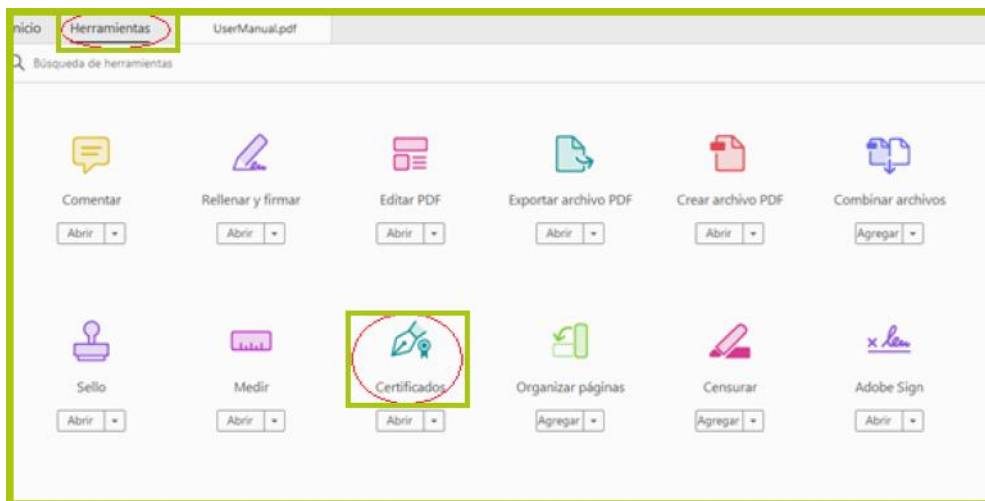 nicio Herramientas UserManual.pdf
Búsqueda de herramientas
Comentar Rellenar y firmar Editar PDF Exportar archivo PDF Crear archivo PDF Combinar archivos
Abrir Abrir Abrir Abrir Abrir Agregar
Sello Medir Certificados Organizar páginas Censurar Adobe Sign
Abrir Abrir Abrir Agregar Agregar Abrir